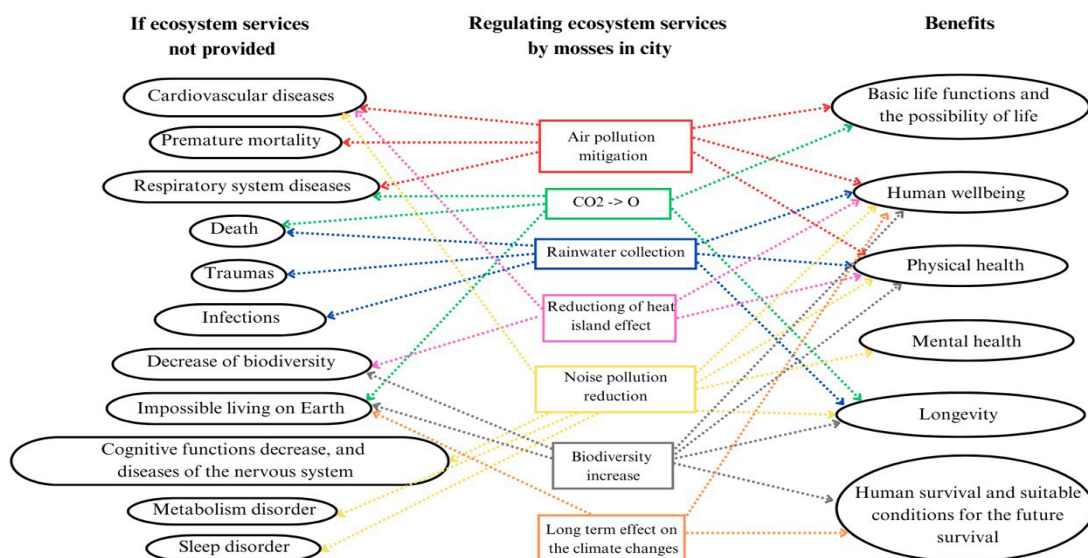 If ecosystem services
not provided
Regulating ecosystem services
by mosses in city
Benefits
Cardiovascular diseases
Premature mortality
Respiratory system diseases
Death
Traumas
Infections
Decrease of biodiversity
Impossible living on Earth
Cognitive functions decrease, and
diseases of the nervous system
Metabolism disorder
Sleep disorder
Air pollution
mitigation
CO2 -> O
Rainwater collection
Reductiong of heat
island effect
Noise pollution
reduction
Biodiversity
increase
Long term effect on
the climate changes
Basic life functions and
the possibility of life
Human wellbeing
Physical health
Mental health
Longevity
Human survival and suitable
conditions for the future
survival